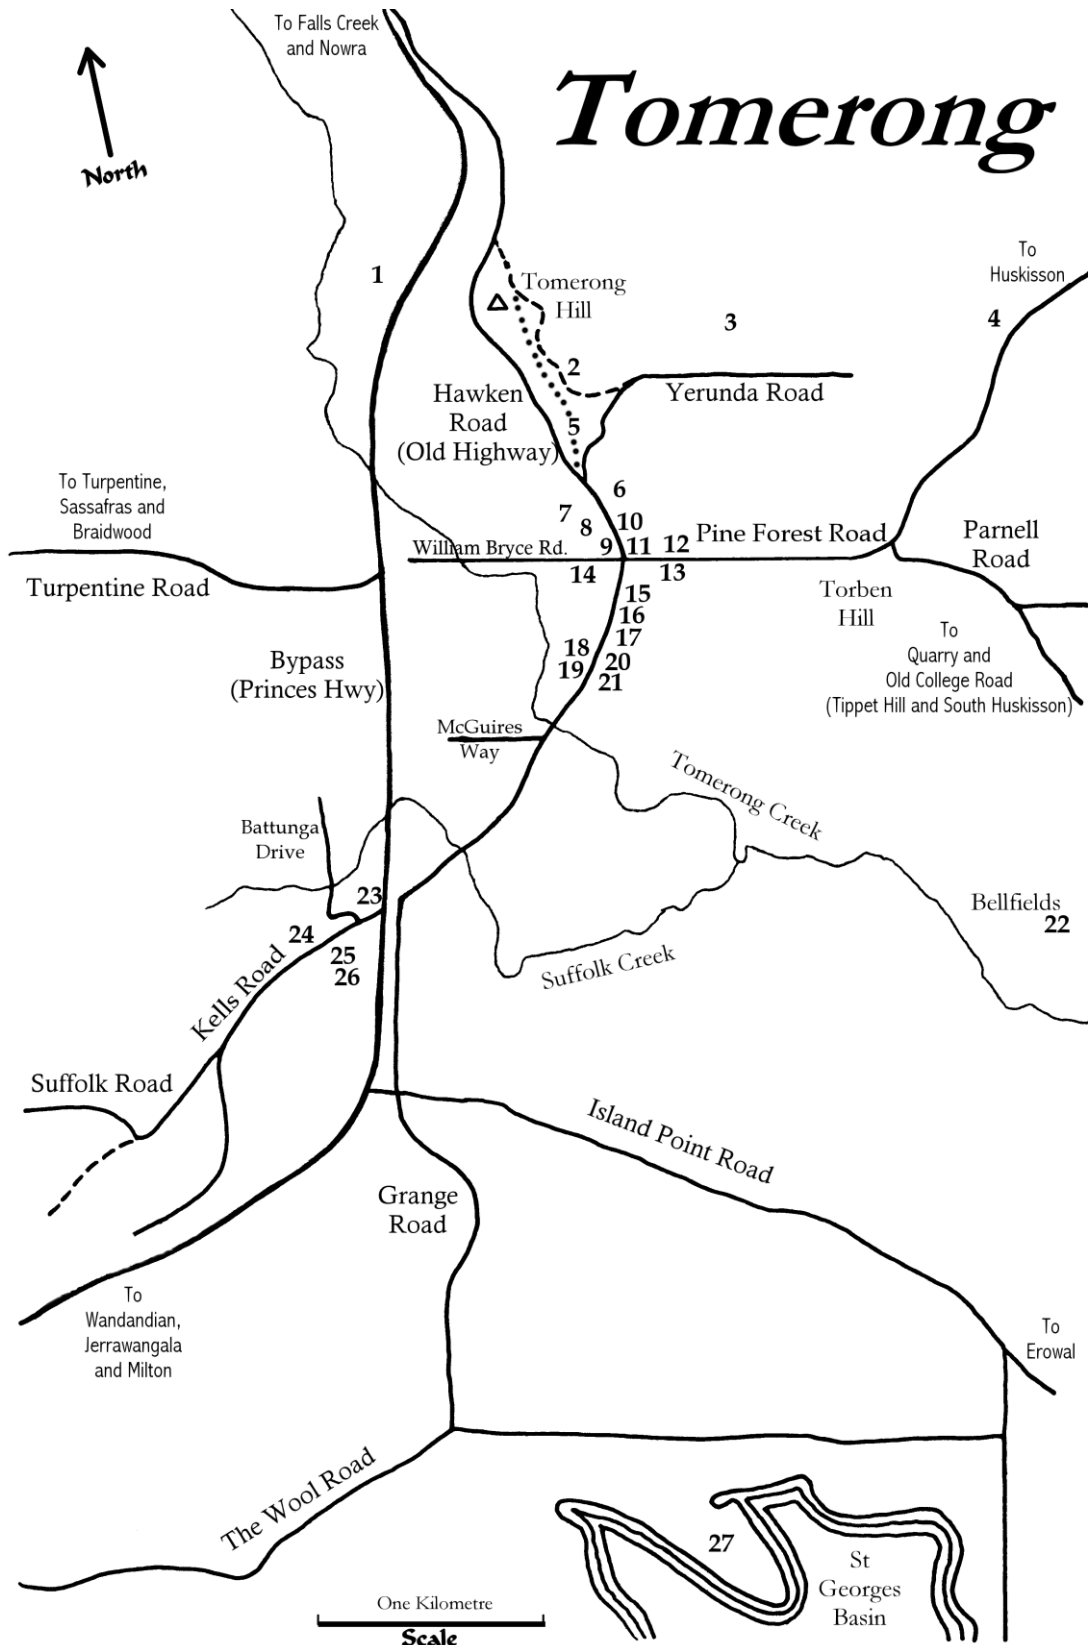 To Falls Creek
and Nowra
Tomerong
North
To
Huskisson
1
Tomerong
Hill
3
4
2
Hawken
Road
(Old Highway)
Yerunda Road
5
To Turpentine,
Sassafras and
Braidwood
6
7
8
10
Pine Forest Road
Parnell
Road
William Bryce Rd.
9
11
12
Turpentine Road
14
13
15
Torben
Hill
16
17
To
Quarry and
Old College Road
(Tippet Hill and South Huskisson)
18
19
20
21
Bypass
(Princes Hwy)
McGuires
Way
Tomerong Creek
Battunga
Drive
23
Bellfields
22
24
25
26
Suffolk Creek
Kells Road
Suffolk Road
Island Point Road
Grange
Road
To
Wandandian,
Jerrawangala
and Milton
To
Erowal
The Wool Road
27
St
Georges
Basin
One Kilometre
Scale